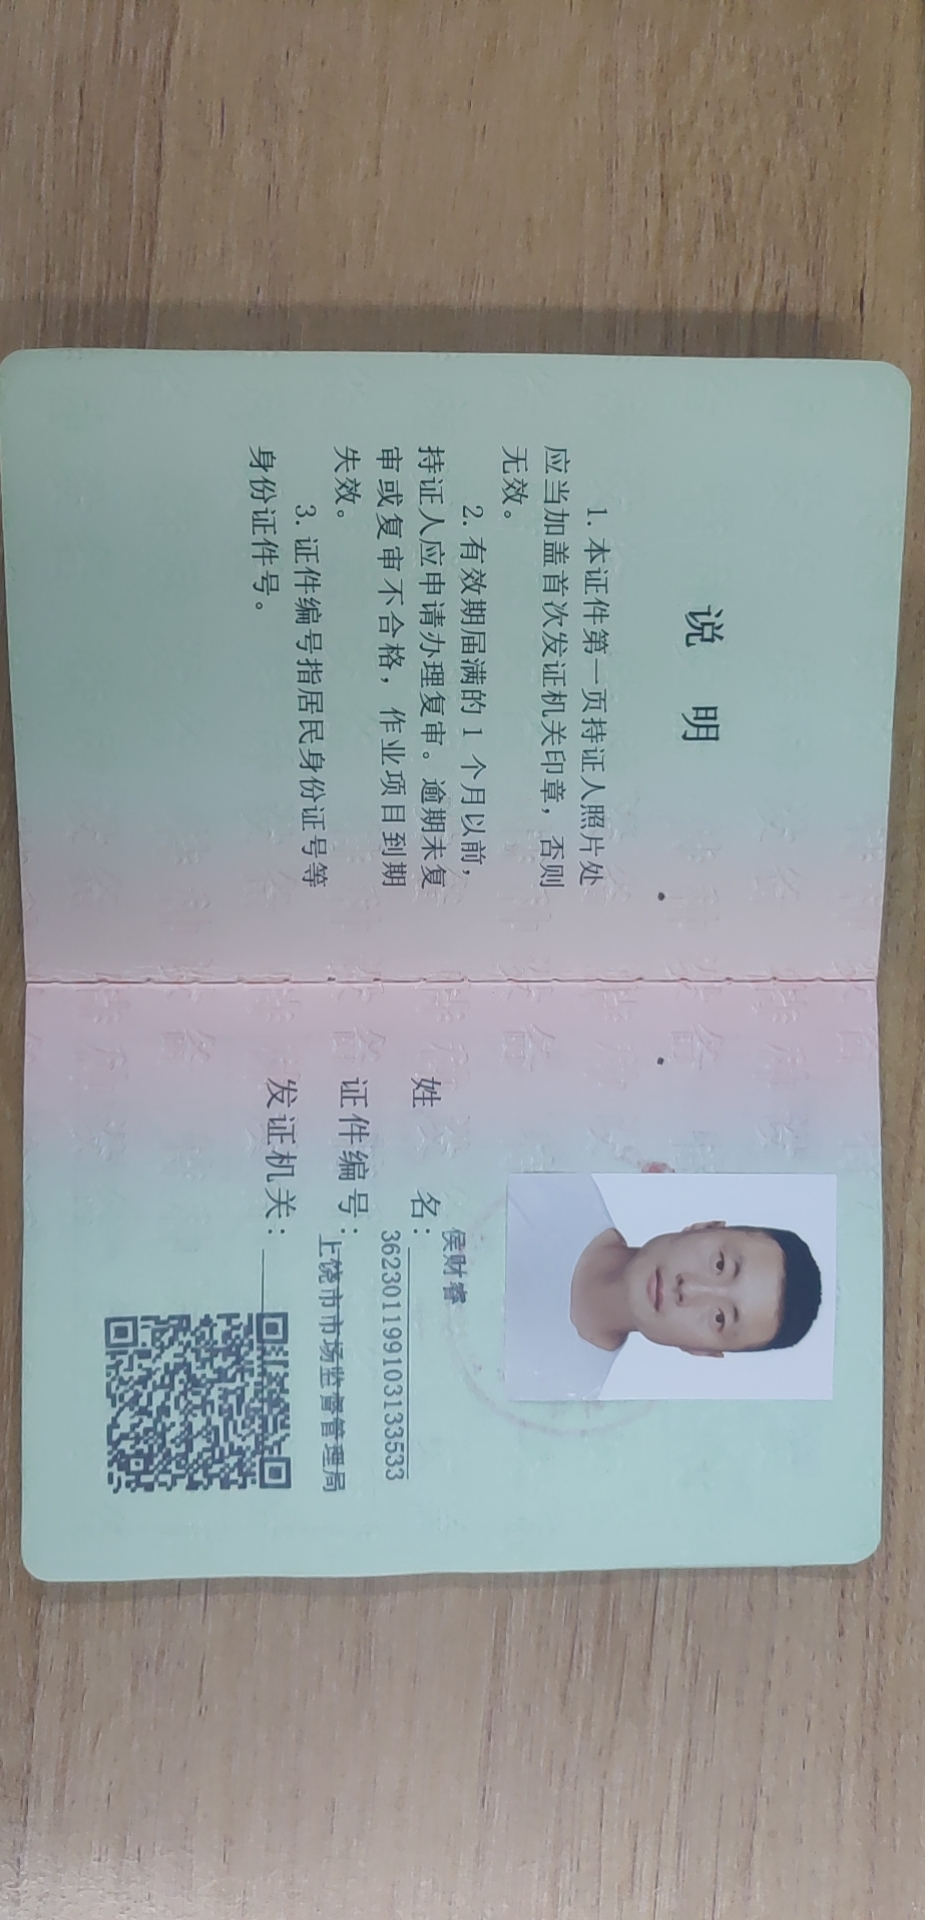 说 明
1. 本证件第一页持证人照片处
应当加盖首次发证机关印章，否则
无效。
2. 有效期届满的 1 个月以前，
持证人应申请办理复审。逾期未复
审或复审不合格，作业项目到期
失效。
3. 证件编号指居民身份证号等
身份证件号。
姓 名：侯财睿
证件编号：362301199103133533
发证机关：上饶市市场监督管理局